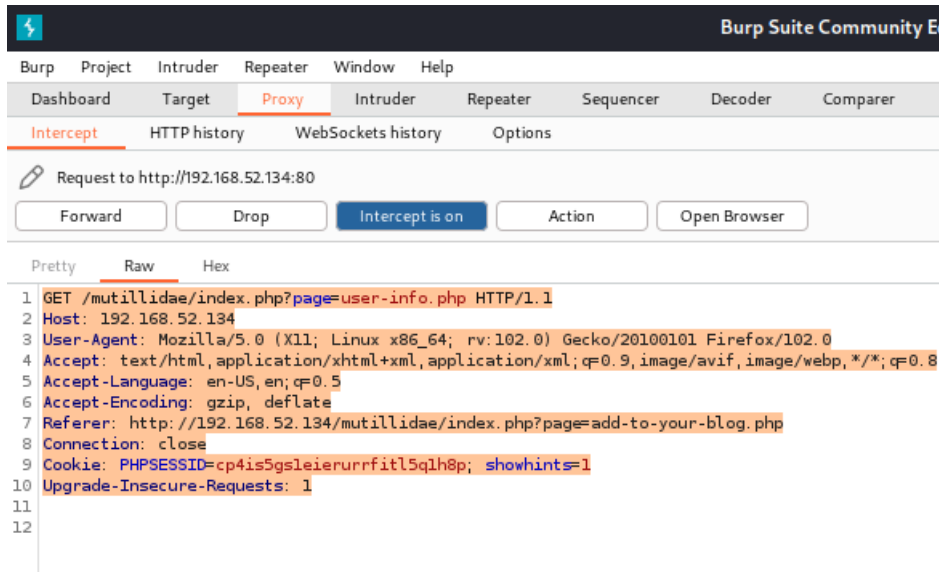 Burp Suite Community E
Burp Project Intruder Repeater Window Help
Dashboard Target Proxy Intruder Repeater Sequencer Decoder Comparer
Intercept HTTP history WebSockets history Options
Request to http://192.168.52.134:80
Forward Drop Intercept is on Action Open Browser
Pretty Raw Hex
1 GET /mutillidae/index.php?page=user-info.php HTTP/1.1
2 Host: 192.168.52.134
3 User-Agent: Mozilla/5.0 (X11; Linux x86_64; rv:102.0) Gecko/20100101 Firefox/102.0
4 Accept: text/html,application/xhtml+xml,application/xml;q=0.9,image/avif,image/webp,*/*;q=0.8
5 Accept-Language: en-US,en;q=0.5
6 Accept-Encoding: gzip, deflate
7 Referer: http://192.168.52.134/mutillidae/index.php?page=add-to-your-blog.php
8 Connection: close
9 Cookie: PHPSESSID=cp4is5gsleierurrfitl5qlh8p; showhints=1
10 Upgrade-Insecure-Requests: 1
11
12